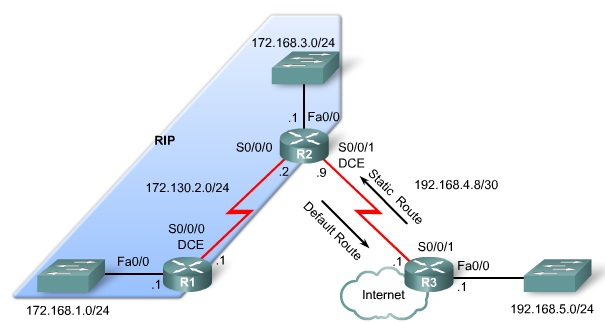 172.168.3.0/24
.1 Fa0/0
RIP
S0/0/0
R2
S0/0/1
DCE
.2
.9
172.130.2.0/24
Static Route
192.168.4.8/30
Default Route
S0/0/0
DCE
S0/0/1
Fa0/0
.1
.1
Fa0/0
.1
R1
R3
.1
Internet
172.168.1.0/24
192.168.5.0/24